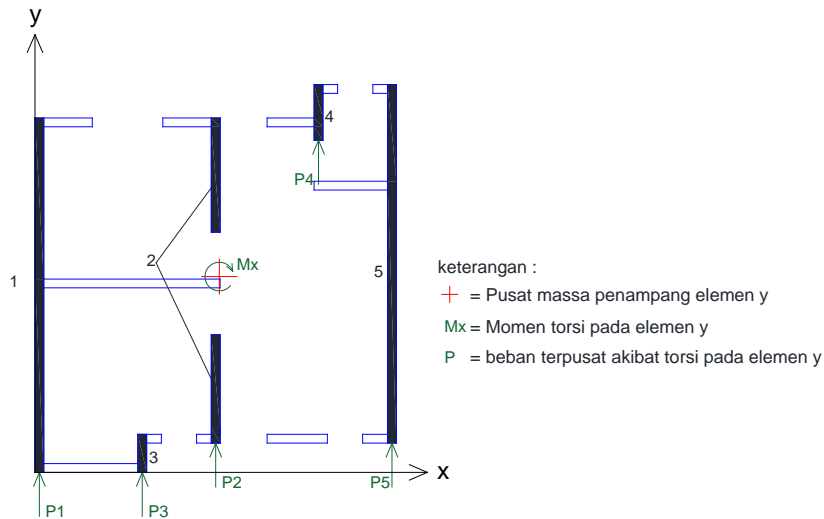 y
4
P4
2
Mx
1
5
3
x
P2
P5
P1
P3
keterangan :
= Pusat massa penampang elemen y
Mx = Momen torsi pada elemen y
P = beban terpusat akibat torsi pada elemen y